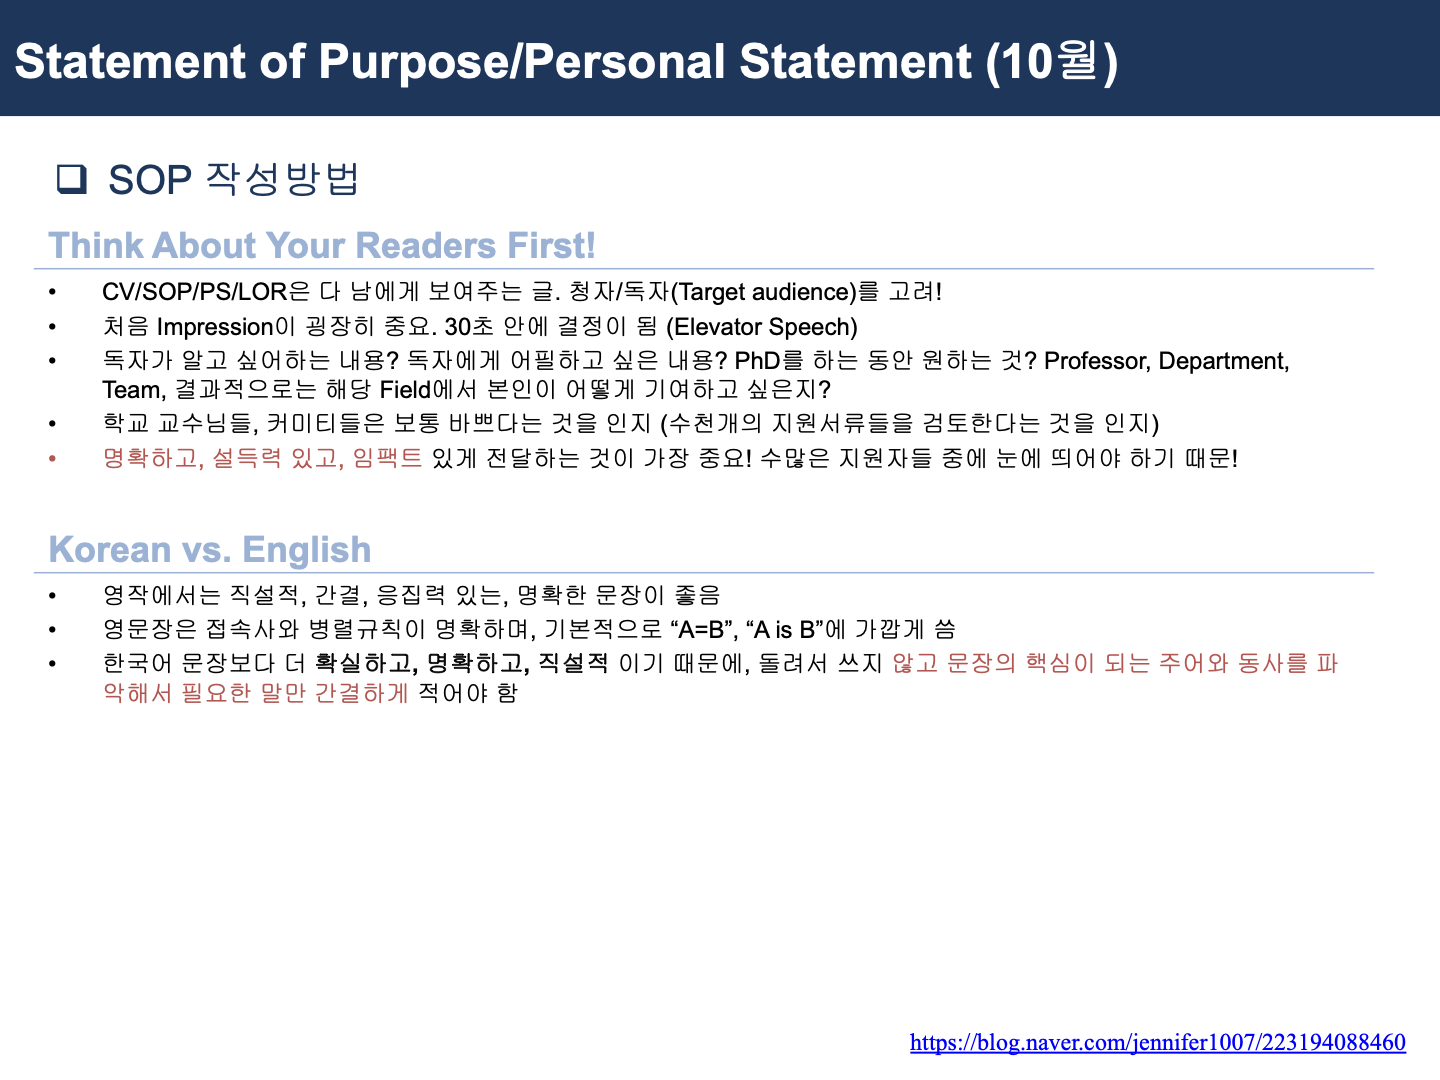 Statement of Purpose/Personal Statement (10월)
❑ SOP 작성방법
Think About Your Readers First!
• CV/SOP/PS/LOR은 다 남에게 보여주는 글. 청자/독자(Target audience)를 고려!
• 처음 Impression이 굉장히 중요. 30초 안에 결정이 됨 (Elevator Speech)
• 독자가 알고 싶어하는 내용? 독자에게 어필하고 싶은 내용? PhD를 하는 동안 원하는 것? Professor, Department,
Team, 결과적으로는 해당 Field에서 본인이 어떻게 기여하고 싶은지?
• 학교 교수님들, 커미티들은 보통 바쁘다는 것을 인지 (수천개의 지원서류들을 검토한다는 것을 인지)
• 명확하고, 설득력 있고, 임팩트 있게 전달하는 것이 가장 중요! 수많은 지원자들 중에 눈에 띄어야 하기 때문!
Korean vs. English
• 영작에서는 직설적, 간결, 응집력 있는, 명확한 문장이 좋음
• 영문장은 접속사와 병렬규칙이 명확하며, 기본적으로 “A=B”, “A is B”에 가깝게 씀
• 한국어 문장보다 더 확실하고, 명확하고, 직설적 이기 때문에, 돌려서 쓰지 않고 문장의 핵심이 되는 주어와 동사를 파
악해서 필요한 말만 간결하게 적어야 함
https://blog.naver.com/jennifer1007/223194088460